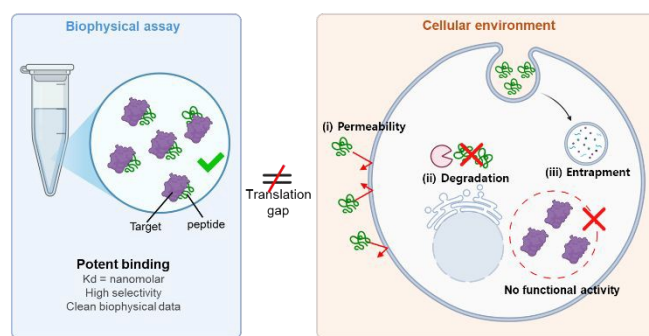 Biophysical assay
Target
peptide
Potent binding
Kd = nanomolar
High selectivity
Clean biophysical data
Translation
gap
Cellular environment
(i) Permeability
(ii) Degradation
(iii) Entrapment
No functional activity